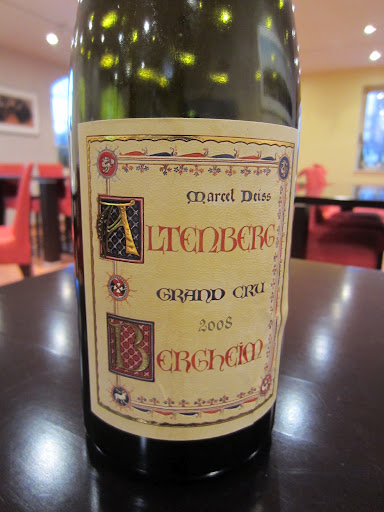 Marcel Deiss
ALTENBERG
GRAND CRU
2008
BERGHEIM